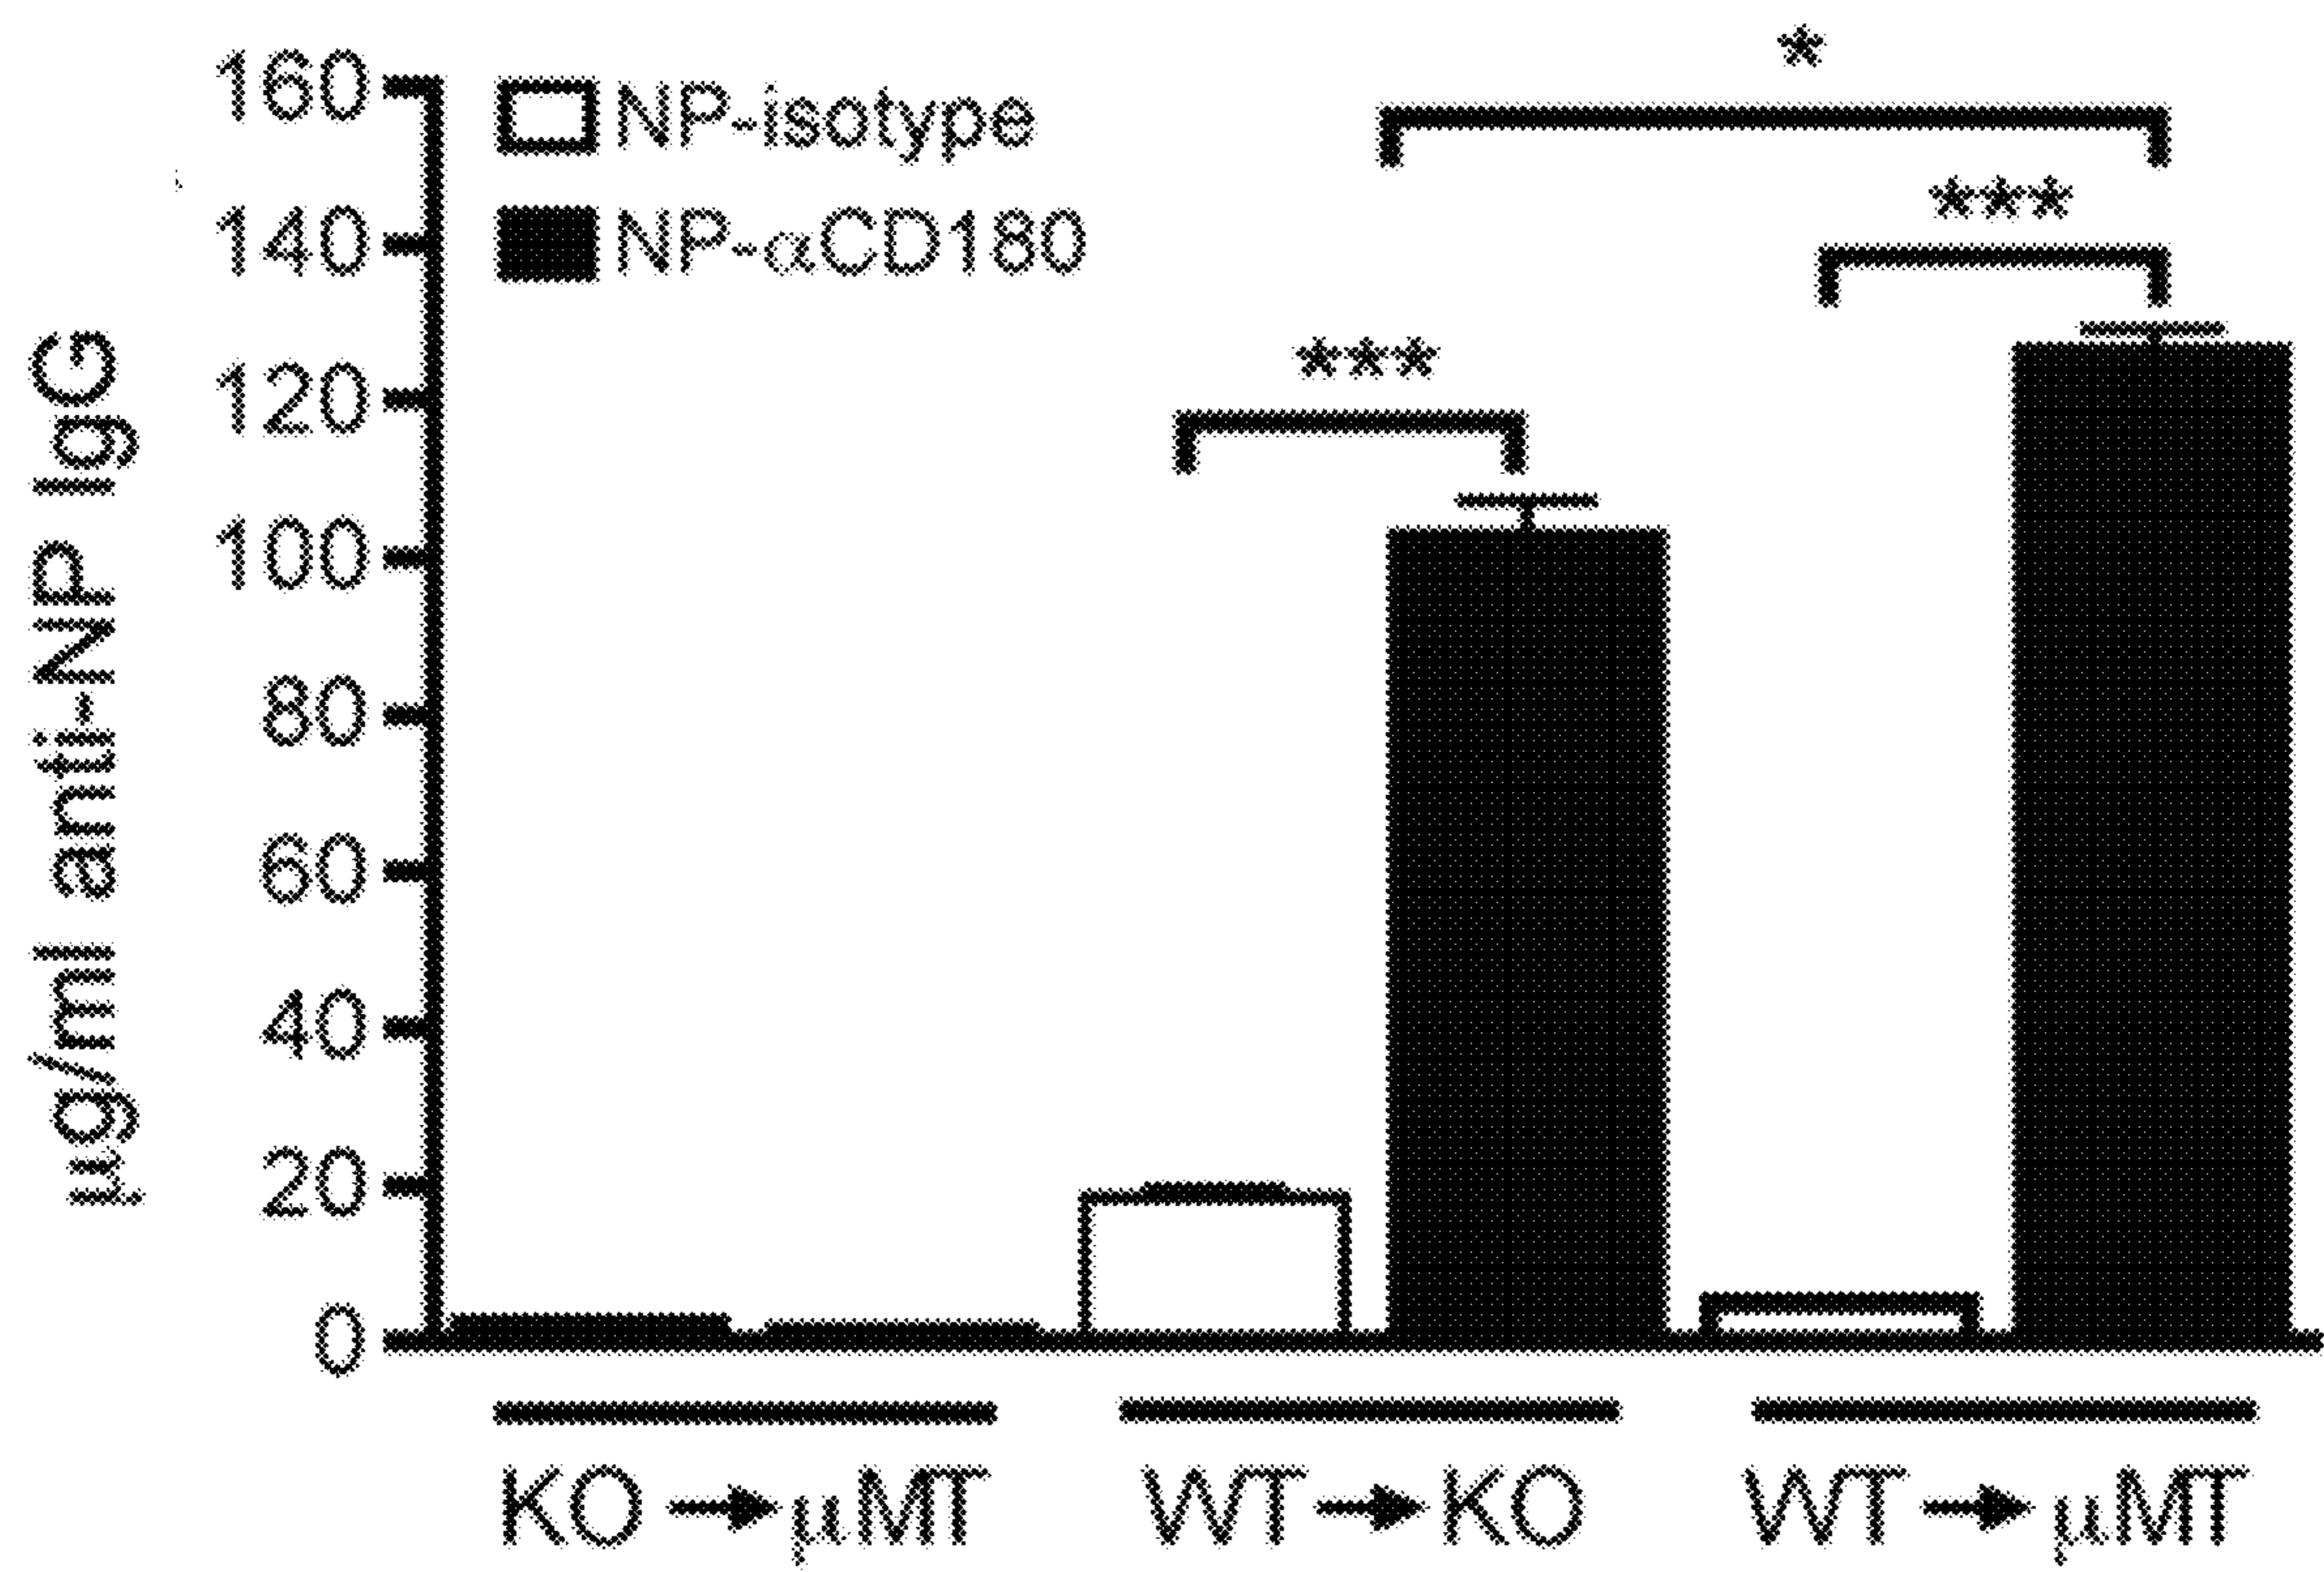 µg/ml anti-NP IgG
160
140
120
100
80
60
40
20
0
NP-isotype
NP-αCD180
*
***
***
KO → µMT
WT → KO
WT → µMT